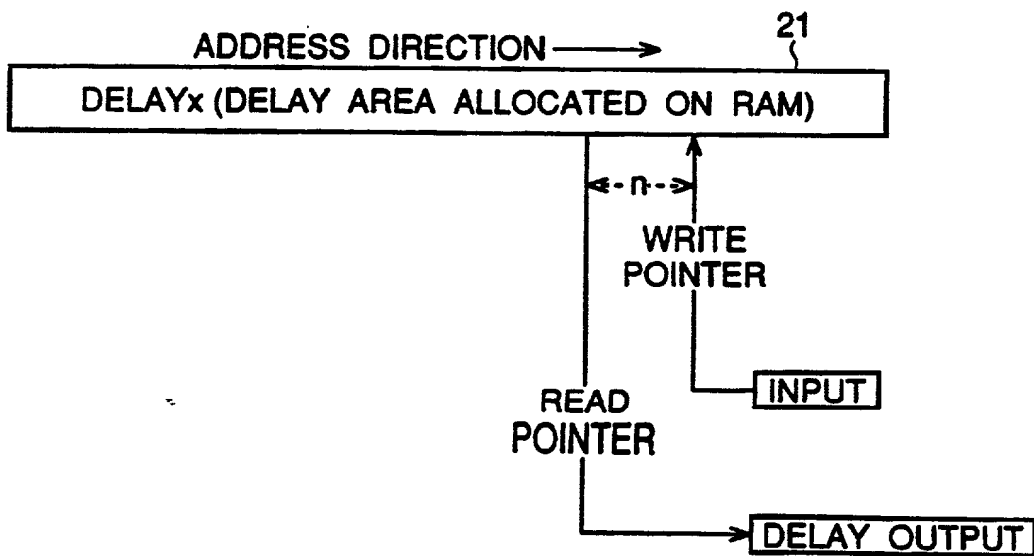 21
ADDRESS DIRECTION
DELAYx (DELAY AREA ALLOCATED ON RAM)
n
WRITE
POINTER
INPUT
READ
POINTER
DELAY OUTPUT